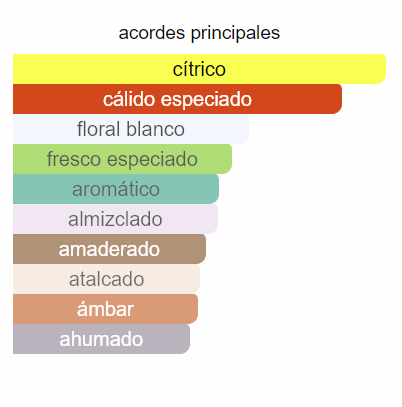 acordes principales
cítrico
cálido especiado
floral blanco
fresco especiado
aromático
almizclado
amaderado
atalcado
ámbar
ahumado